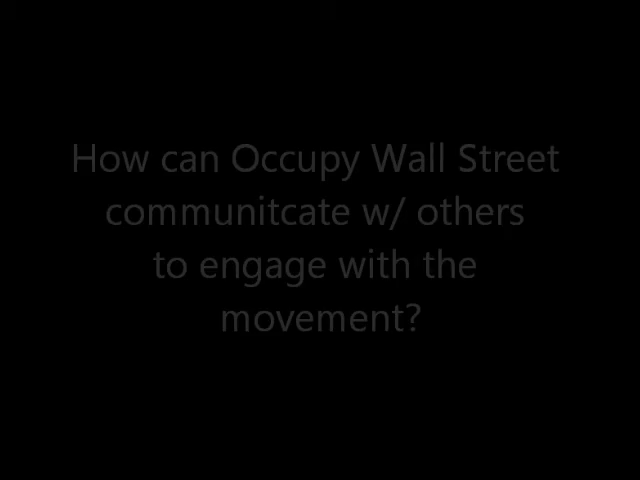 How can Occupy Wall Street
communitcate w/ others
to engage with the
movement?